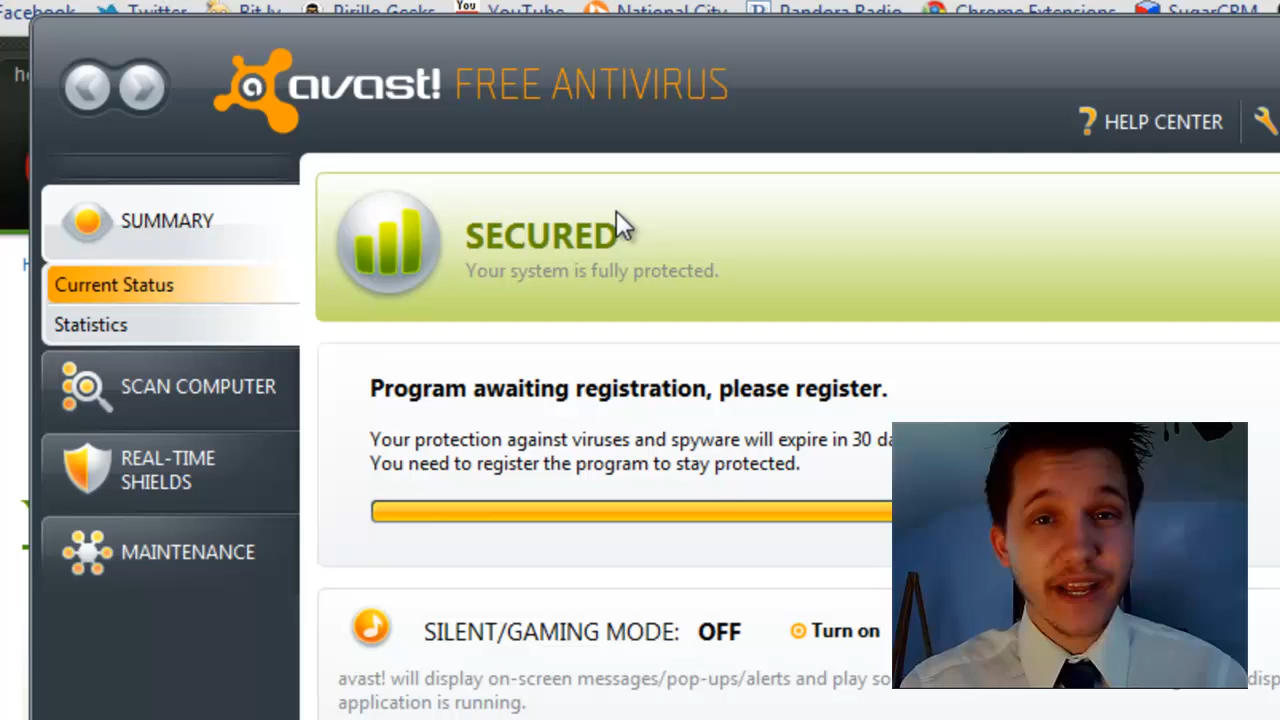 Facebook Twitter Bit.ly Pirillo Geeks You YouTube National City Pandora Radio Chrome Extensions SugarCRM
avast! FREE ANTIVIRUS
HELP CENTER
SUMMARY
Current Status
Statistics
SCAN COMPUTER
REAL-TIME
SHIELDS
MAINTENANCE
SECURED
Your system is fully protected.
Program awaiting registration, please register.
Your protection against viruses and spyware will expire in 30
You need to register the program to stay protected.
SILENT/GAMING MODE: OFF Turn on
avast! will display on-screen messages/pop-ups/alerts and play
application is running.